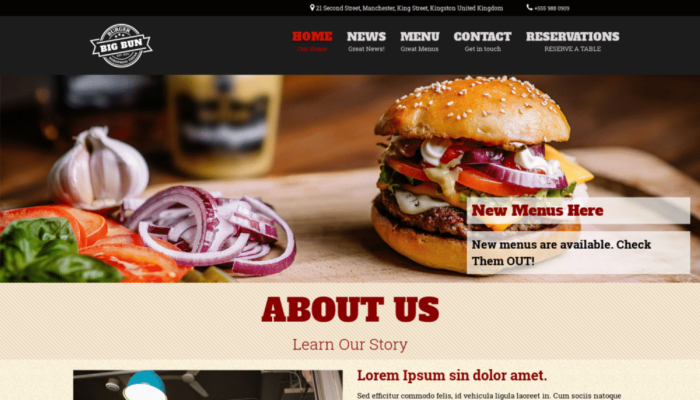 21 Second Street, Manchester, King Street, Kingston United Kingdom
+555 988 0909
BURGER
BIG BUN
HOME
NEWS
MENU
CONTACT
RESERVATIONS
Our Home
Great News!
Great Menus
Get in touch
RESERVE A TABLE
New Menus Here
New menus are available. Check
Them OUT!
ABOUT US
Learn Our Story
Lorem Ipsum sin dolor amet.
Sed efficitur commodo felis, id vehicula ligula laoreet in. Cum sociis natoque